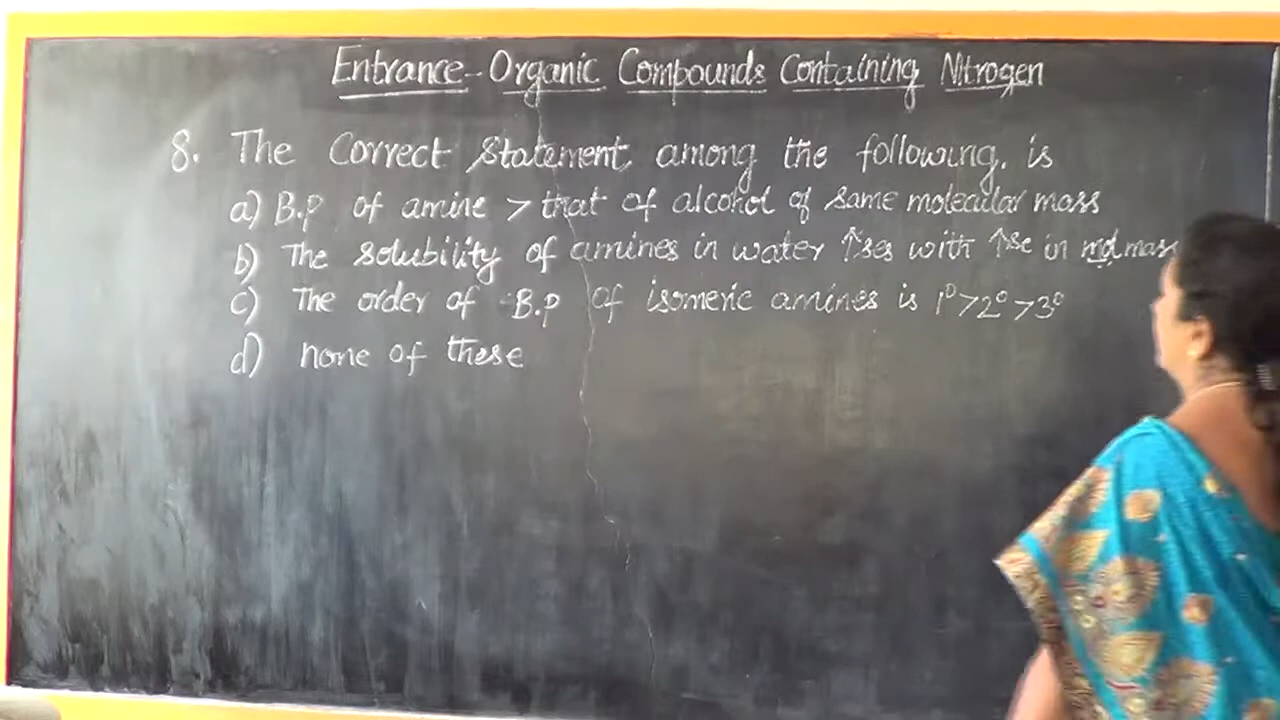 Entrance - Organic Compounds Containing Nitrogen
8. The Correct Statement among the following. is
a) B.P of amine > that of alcohol of same molecular mass
b) The solubility of amines in water ↑ses with ↑se in mol mass
c) The order of B.p of isomeric amines is 1° > 2° > 3°
d) none of these